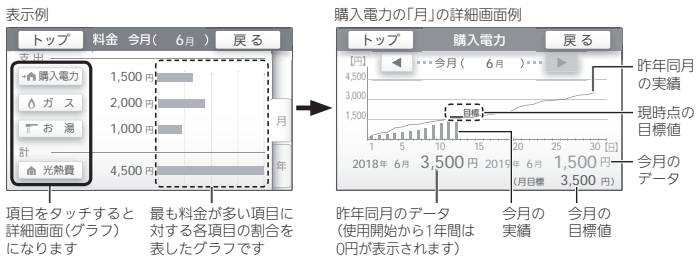 表示例
トップ 料金 今月( 6月 ) 戻る
支出
購入電力 1,500 円
ガ ス 2,000 円
お 湯 1,000 円
月
計
光熱費 4,500 円
年
項目をタッチすると
詳細画面(グラフ)
になります
最も料金が多い項目に
対する各項目の割合を
表したグラフです
購入電力の「月」の詳細画面例
トップ 購入電力 戻る
[円] ◀ …今月( 6月 )… ▶
4,500
3,000
1,500
目標
1 5 10 15 20 25 30 [日]
2018年 6月 3,500 円 2019年 6月 1,500 円
(月目標 3,500 円)
昨年同月
の実績
現時点の
目標値
今月の
データ
昨年同月のデータ
(使用開始から1年間は
0円が表示されます)
今月の
実績
今月の
目標値